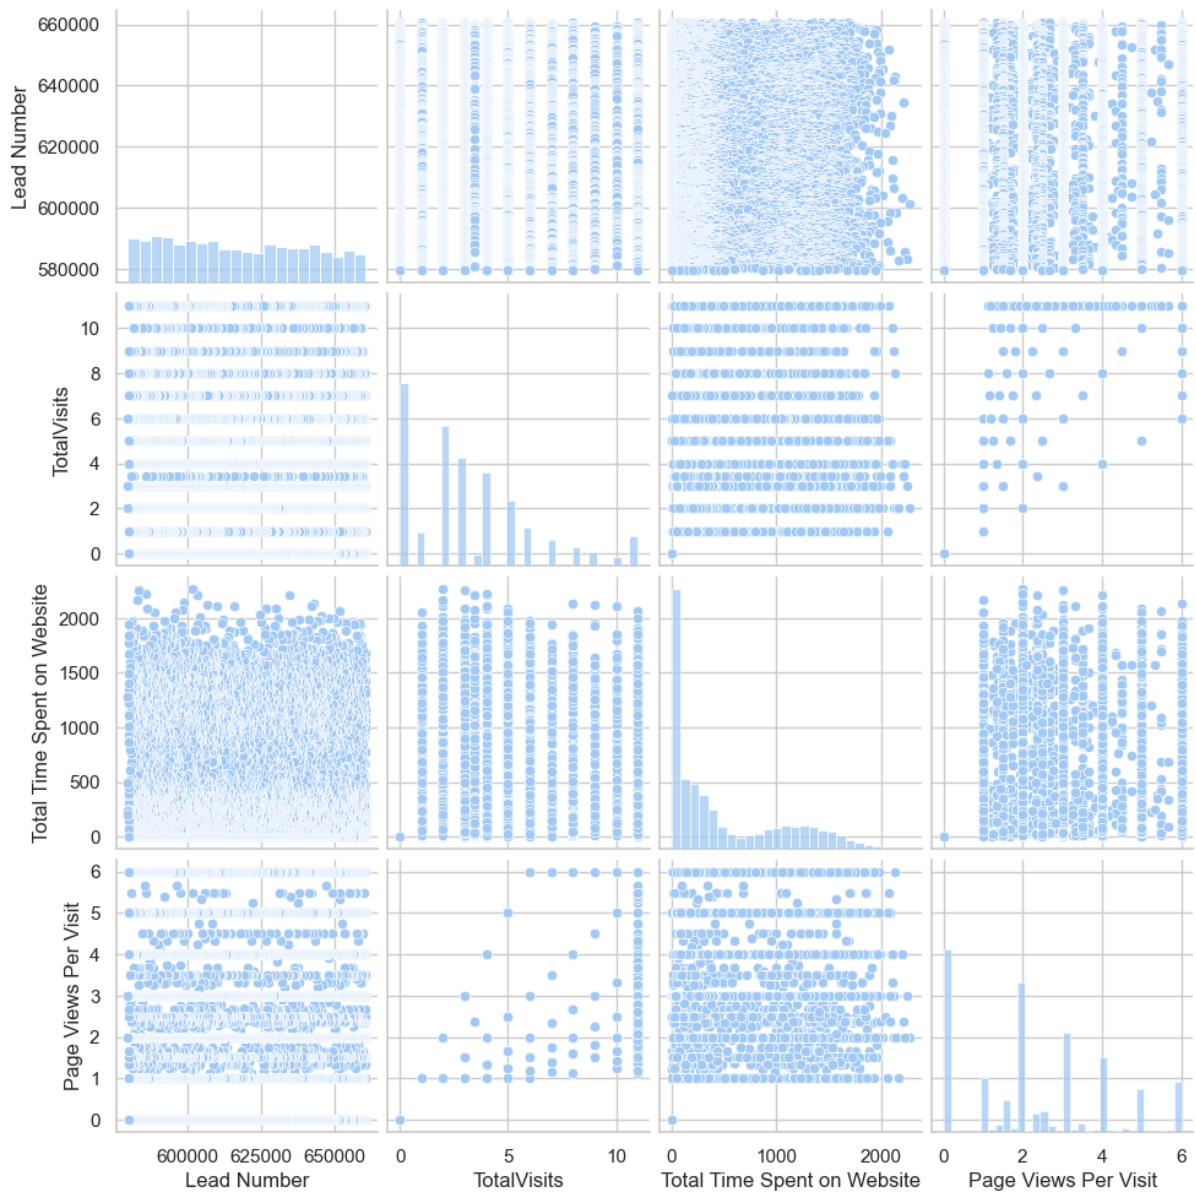 660000
640000
620000
600000
580000
Lead Number
10
8
6
4
2
0
TotalVisits
2000
1500
1000
500
0
Total Time Spent on Website
6
5
4
3
2
1
0
Page Views Per Visit
600000 625000 650000
Lead Number
0 5 10
TotalVisits
0 1000 2000
Total Time Spent on Website
0 2 4 6
Page Views Per Visit